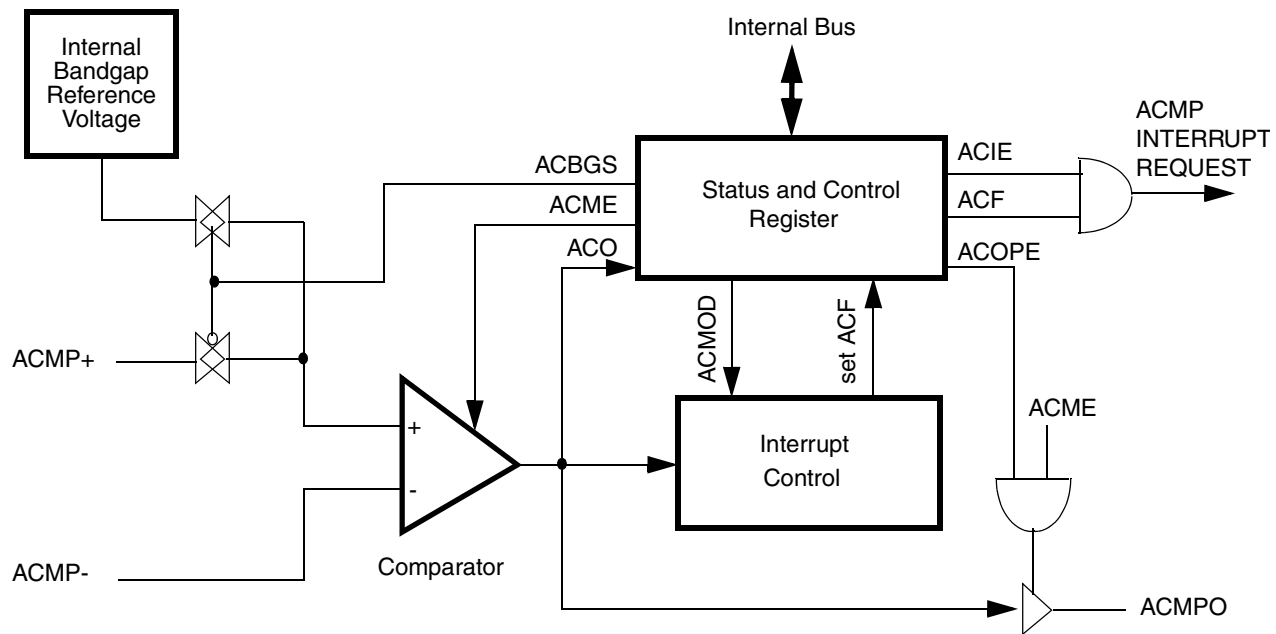 Internal
Bandgap
Reference
Voltage
Internal Bus
ACMP
INTERRUPT
REQUEST
ACBGS
ACME
ACO
Status and Control
Register
ACIE
ACF
ACOPE
ACMOD
set ACF
ACMP+
+
-
Comparator
Interrupt
Control
ACME
ACMP-
ACMPO